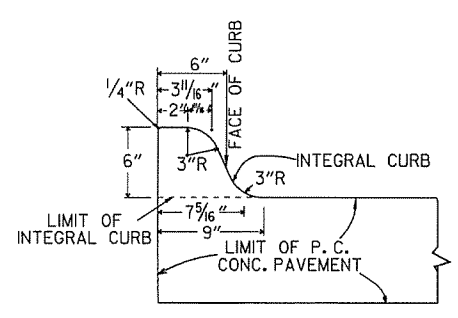 6"
FACE OF CURB
1/4"R
3 11/16"
6"
3"R
INTEGRAL CURB
3"R
LIMIT OF
INTEGRAL CURB
7 5/16"
9"
LIMIT OF P. C.
CONC. PAVEMENT